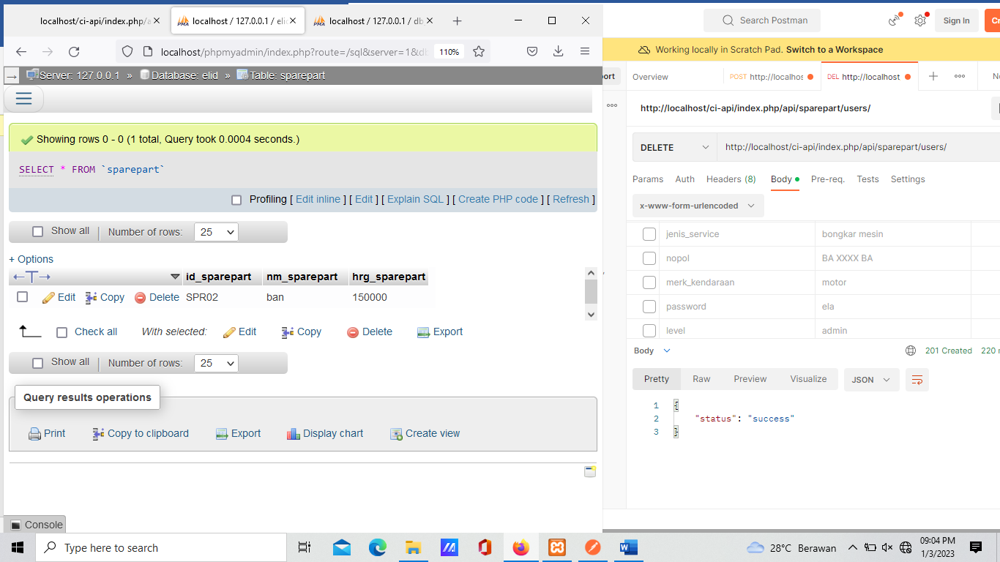 localhost/ci-api/index.php/a
localhost / 127.0.0.1 / elid
localhost / 127.0.0.1 / db
localhost/phpmyadmin/index.php?route=/sql&server=1&db
110%
Server: 127.0.0.1 » Database: elid » Table: sparepart
Showing rows 0 - 0 (1 total, Query took 0.0004 seconds.)
SELECT * FROM `sparepart`
Profiling [ Edit inline ] [ Edit ] [ Explain SQL ] [ Create PHP code ] [ Refresh ]
Show all | Number of rows: 25
+ Options
id_sparepart nm_sparepart hrg_sparepart
Edit Copy Delete SPR02 ban 150000
Check all With selected: Edit Copy Delete Export
Show all | Number of rows: 25
Query results operations
Print Copy to clipboard Export Display chart Create view
Console
Search Postman
Sign In
Working locally in Scratch Pad. Switch to a Workspace
Overview
POST http://localhos
DEL http://localhost
http://localhost/ci-api/index.php/api/sparepart/users/
DELETE http://localhost/ci-api/index.php/api/sparepart/users/
Params Auth Headers (8) Body Pre-req. Tests Settings
x-www-form-urlencoded
jenis_service bongkar mesin
nopol BA XXXX BA
merk_kendaraan motor
password ela
level admin
Body 201 Created 220
Pretty Raw Preview Visualize JSON
1 {
2 "status": "success"
3 }
Type here to search
28°C Berawan
09:04 PM
1/3/2023